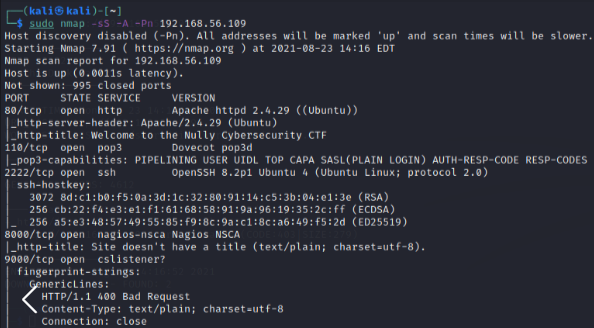 ┌──(kali㉿kali)-[~]
└─$ sudo nmap -sS -A -Pn 192.168.56.109
Host discovery disabled (-Pn). All addresses will be marked 'up' and scan times will be slower.
Starting Nmap 7.91 ( https://nmap.org ) at 2021-08-23 14:16 EDT
Nmap scan report for 192.168.56.109
Host is up (0.0011s latency).
Not shown: 995 closed ports
PORT     STATE SERVICE     VERSION
80/tcp   open  http        Apache httpd 2.4.29 ((Ubuntu))
|_http-server-header: Apache/2.4.29 (Ubuntu)
|_http-title: Welcome to the Nully Cybersecurity CTF
110/tcp  open  pop3        Dovecot pop3d
|_pop3-capabilities: PIPELINING USER UIDL TOP CAPA SASL(PLAIN LOGIN) AUTH-RESP-CODE RESP-CODES
2222/tcp open  ssh         OpenSSH 8.2p1 Ubuntu 4 (Ubuntu Linux; protocol 2.0)
| ssh-hostkey:
|   3072 8d:c1:b0:f5:0a:3d:1c:32:80:91:14:c5:3b:04:e1:3e (RSA)
|   256 cb:22:f4:e3:e1:f1:61:68:58:91:9a:96:19:35:2c:ff (ECDSA)
|_  256 a5:e3:48:57:49:55:85:f9:8c:9a:c1:8c:a6:49:f5:2d (ED25519)
8000/tcp open  nagios-nsca Nagios NSCA
|_http-title: Site doesn't have a title (text/plain; charset=utf-8).
9000/tcp open  cslistener?
| fingerprint-strings:
|   GenericLines:
|     HTTP/1.1 400 Bad Request
|     Content-Type: text/plain; charset=utf-8
|     Connection: close